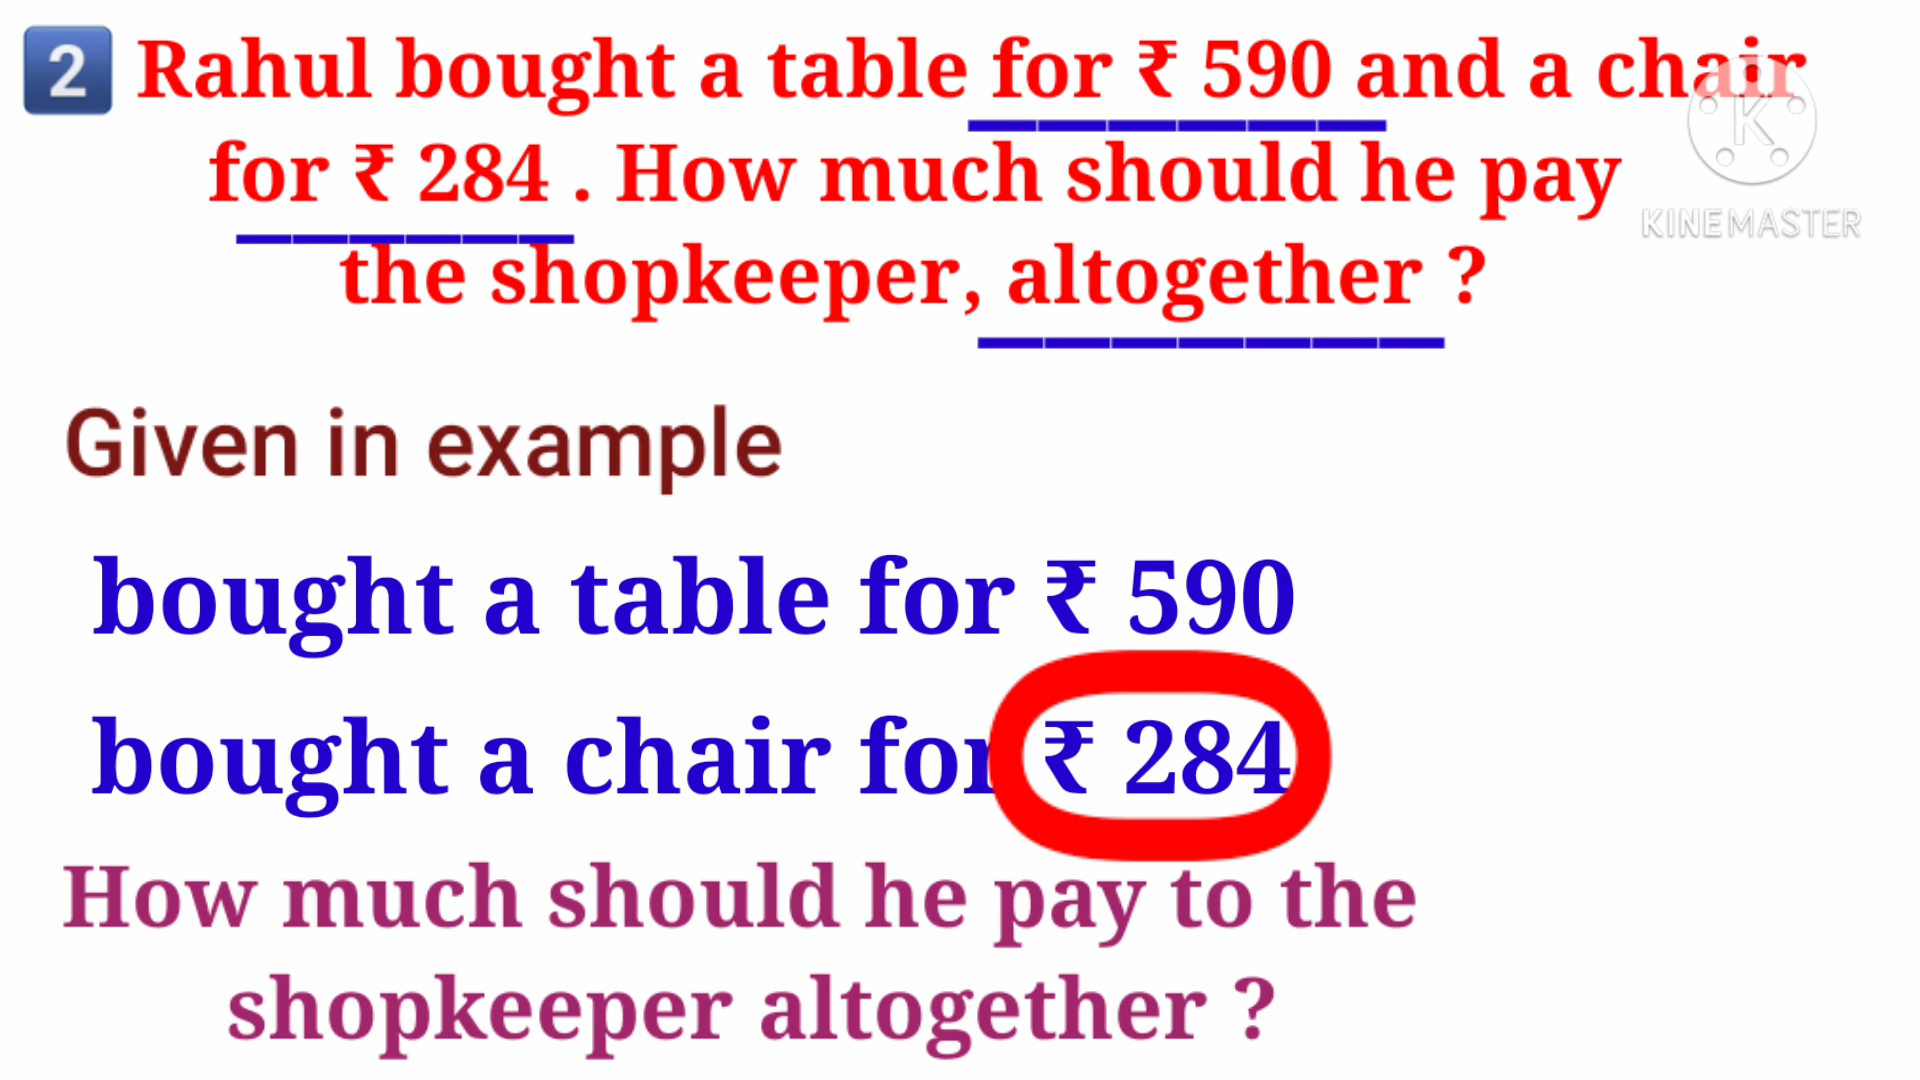 2 Rahul bought a table for ₹ 590 and a chair
for ₹ 284 . How much should he pay
the shopkeeper, altogether ?
KINEMASTER
Given in example
bought a table for ₹ 590
bought a chair for ₹ 284
How much should he pay to the
shopkeeper altogether ?